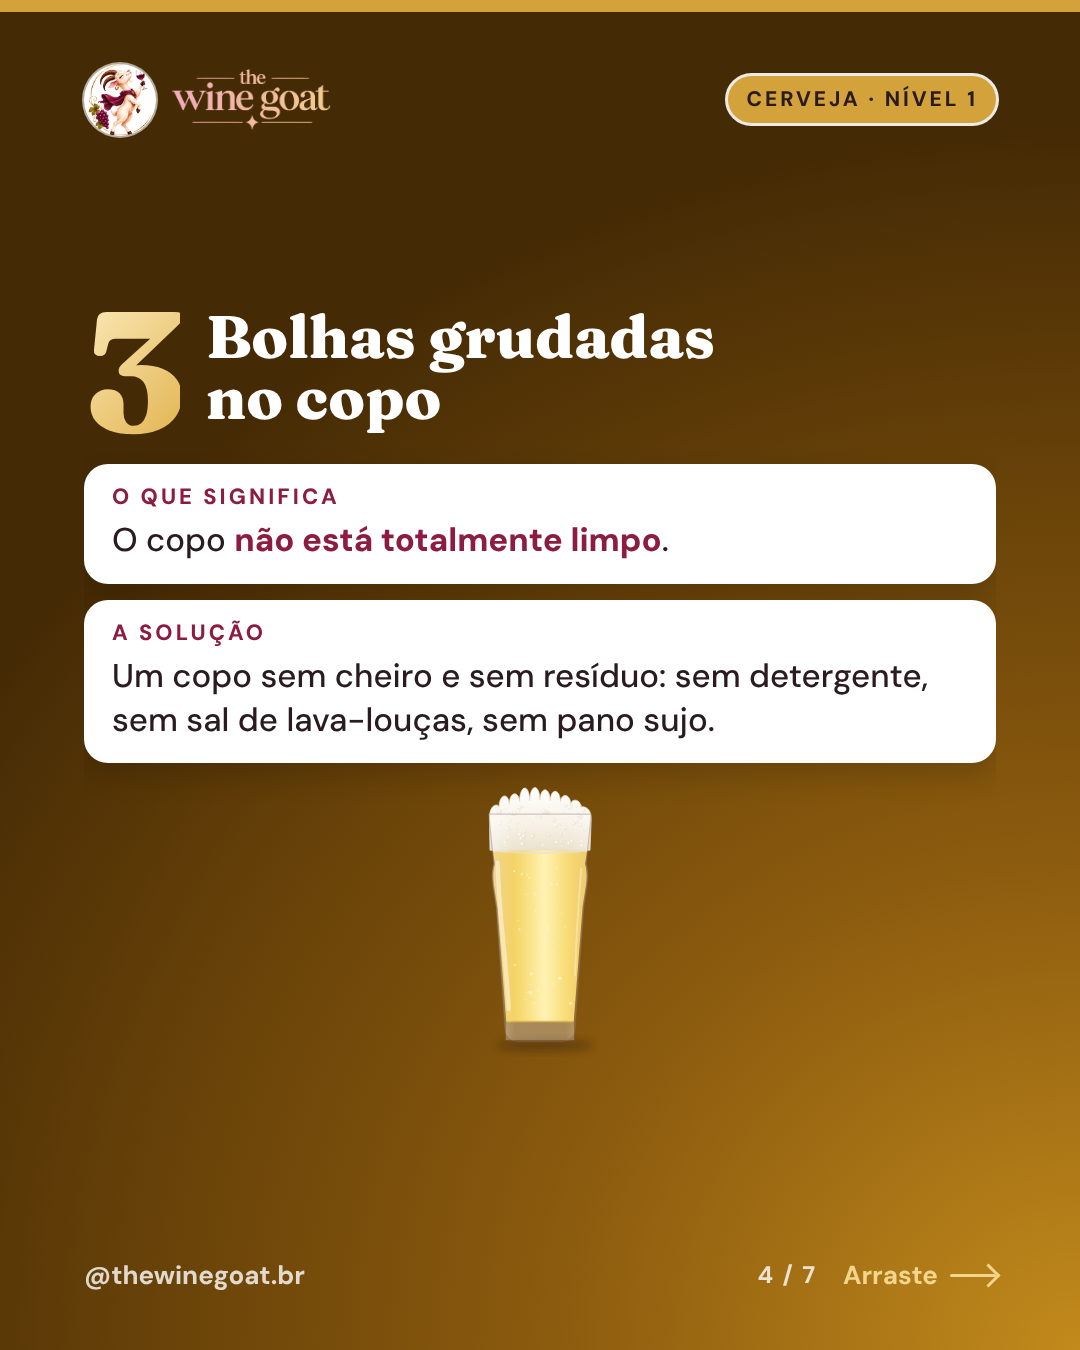 the
wine goat
CERVEJA · NÍVEL 1
3
Bolhas grudadas
no copo
O QUE SIGNIFICA
O copo não está totalmente limpo.
A SOLUÇÃO
Um copo sem cheiro e sem resíduo: sem detergente,
sem sal de lava-louças, sem pano sujo.
@thewinegoat.br
4 / 7 Arraste